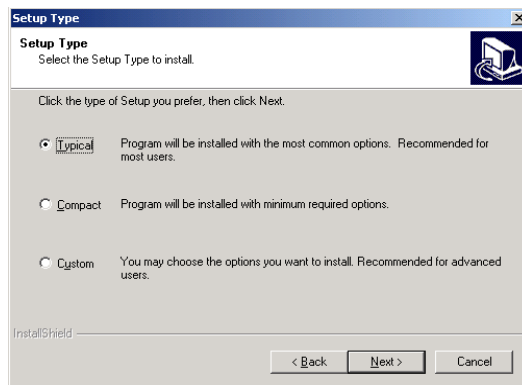 Setup Type
Setup Type
Select the Setup Type to install.
Click the type of Setup you prefer, then click Next.
Typical Program will be installed with the most common options. Recommended for
most users.
Compact Program will be installed with minimum required options.
Custom You may choose the options you want to install. Recommended for advanced
users.
InstallShield
< Back Next > Cancel